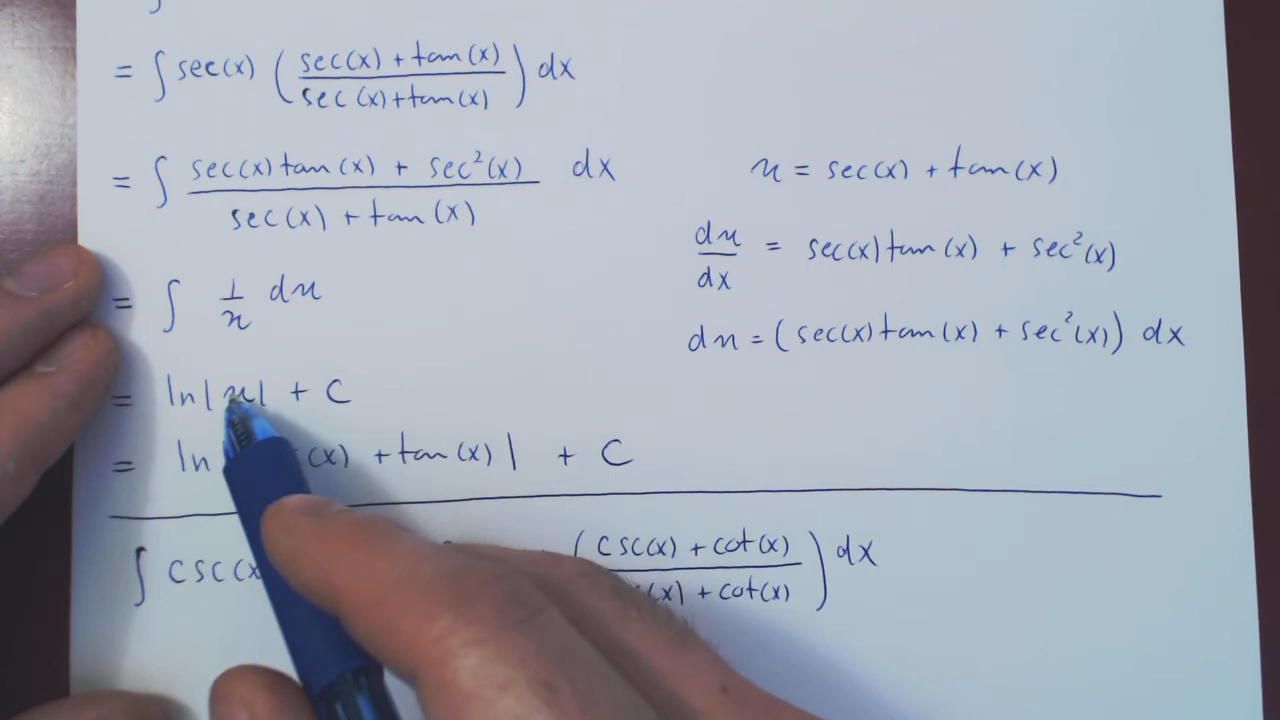 = ∫ sec(x) ( (sec(x) + tan(x)) / (sec(x) + tan(x)) ) dx
= ∫ (sec(x)tan(x) + sec²(x)) / (sec(x) + tan(x)) dx
= ∫ 1/u du
= ln|u| + C
= ln (x) + tan(x)| + C
u = sec(x) + tan(x)
du/dx = sec(x)tan(x) + sec²(x)
du = (sec(x)tan(x) + sec²(x)) dx
∫ csc(x ( (csc(x) + cot(x)) / ((x) + cot(x)) ) dx